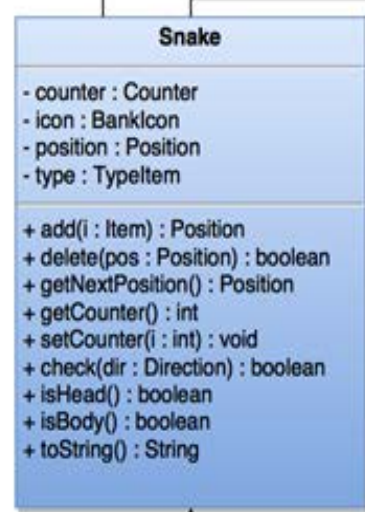 Snake
- counter : Counter
- icon : BankIcon
- position : Position
- type : TypeItem
+ add(i : Item) : Position
+ delete(pos : Position) : boolean
+ getNextPosition() : Position
+ getCounter() : int
+ setCounter(i : int) : void
+ check(dir : Direction) : boolean
+ isHead() : boolean
+ isBody() : boolean
+ toString() : String